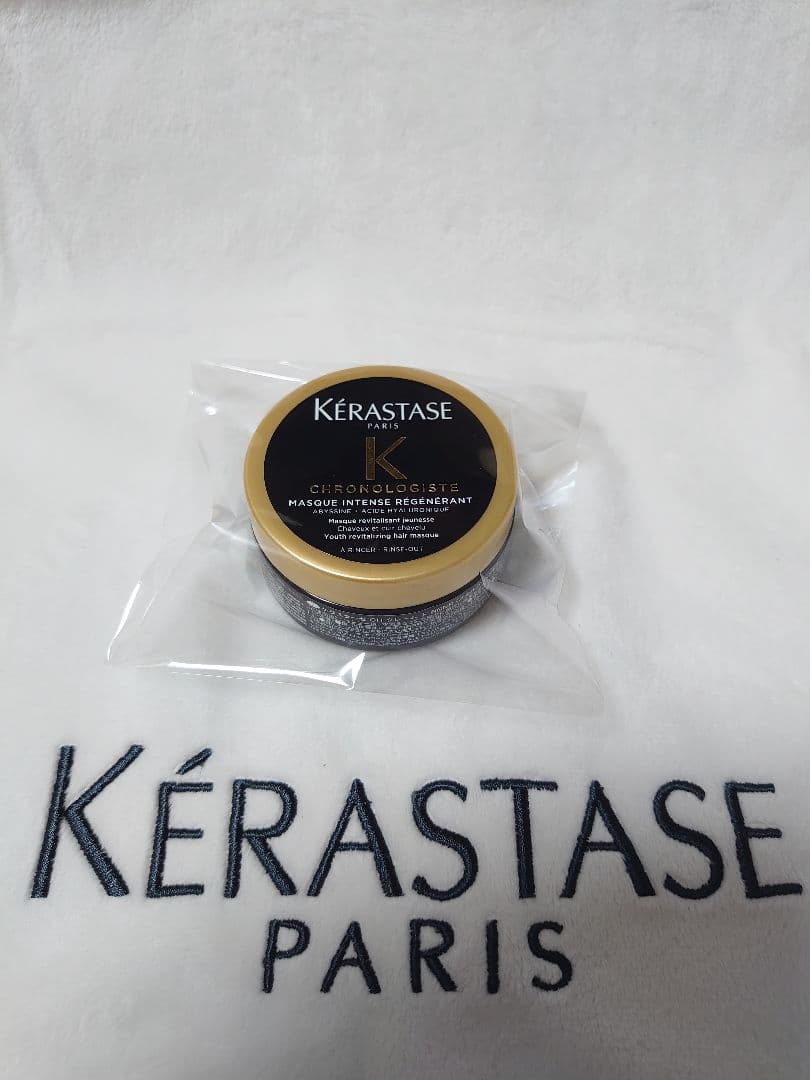 KÉRASTASE
PARIS
K
CHRONOLOGISTE
MASQUE INTENSE RÉGÉNÉRANT
ABYSSINE • ACIDE HYALURONIQUE
Masque revitalisant jeunesse
Cheveux et cuir chevelu
Youth revitalizing hair masque
À RINCER • RINSE-OUT
KÉRASTASE
PARIS